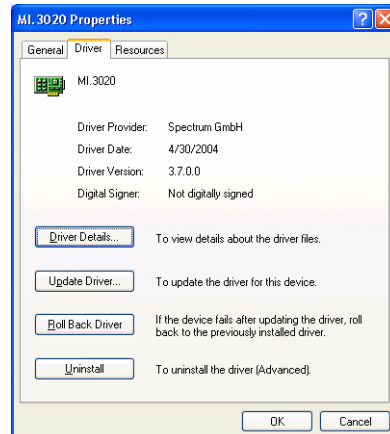 MI.3020 Properties
General Driver Resources
MI.3020
Driver Provider: Spectrum GmbH
Driver Date: 4/30/2004
Driver Version: 3.7.0.0
Digital Signer: Not digitally signed
Driver Details... To view details about the driver files.
Update Driver... To update the driver for this device.
Roll Back Driver If the device fails after updating the driver, roll
back to the previously installed driver.
Uninstall To uninstall the driver (Advanced).
OK Cancel